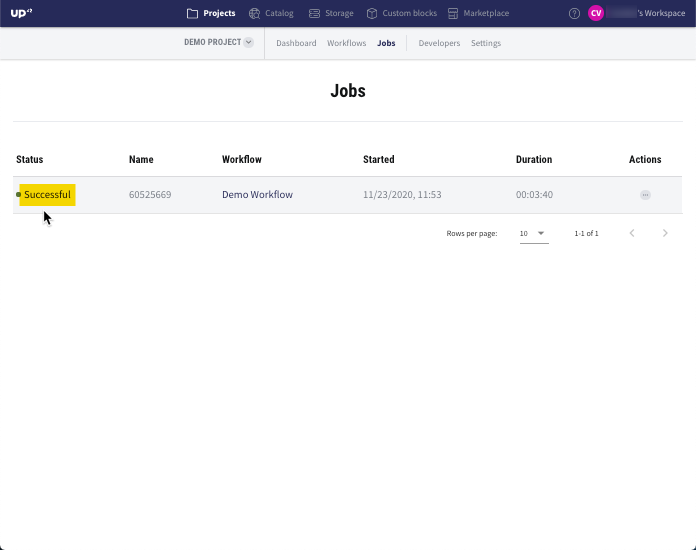 UP42 Projects Catalog Storage Custom blocks Marketplace ? CV 's Workspace
DEMO PROJECT Dashboard Workflows Jobs Developers Settings
Jobs
Status Name Workflow Started Duration Actions
Successful 60525669 Demo Workflow 11/23/2020, 11:53 00:03:40
Rows per page: 10 1-1 of 1